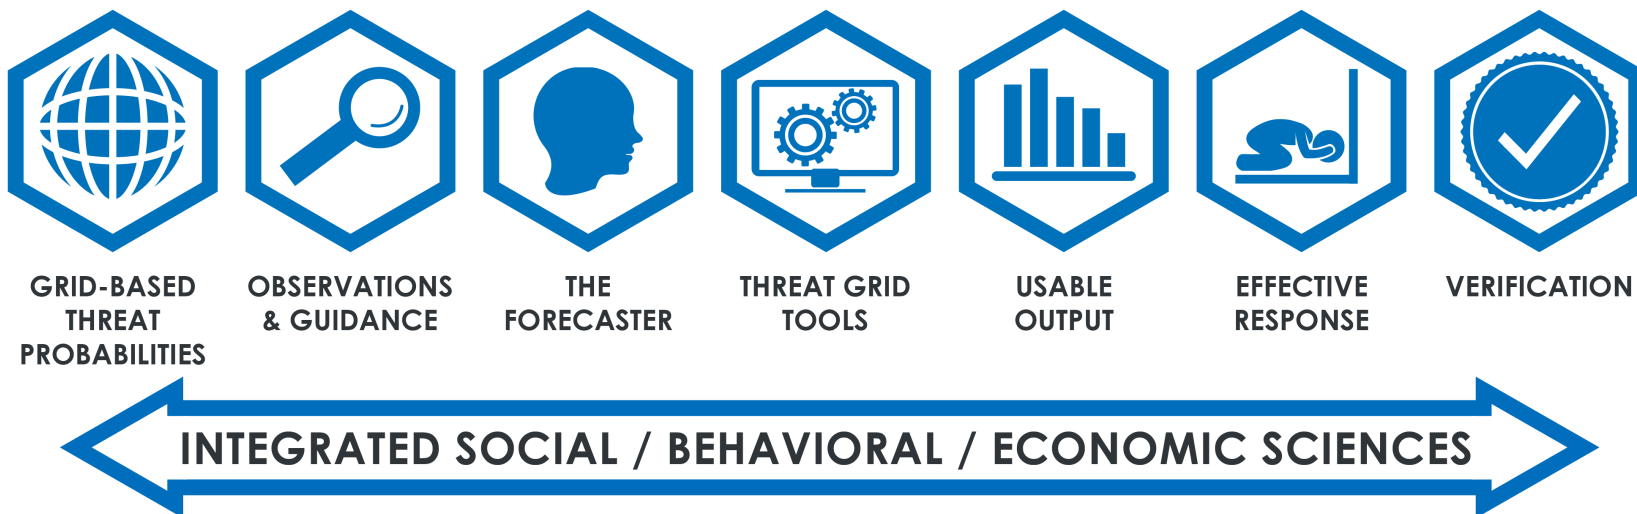 GRID-BASED
THREAT
PROBABILITIES
OBSERVATIONS
& GUIDANCE
THE
FORECASTER
THREAT GRID
TOOLS
USABLE
OUTPUT
EFFECTIVE
RESPONSE
VERIFICATION
INTEGRATED SOCIAL / BEHAVIORAL / ECONOMIC SCIENCES